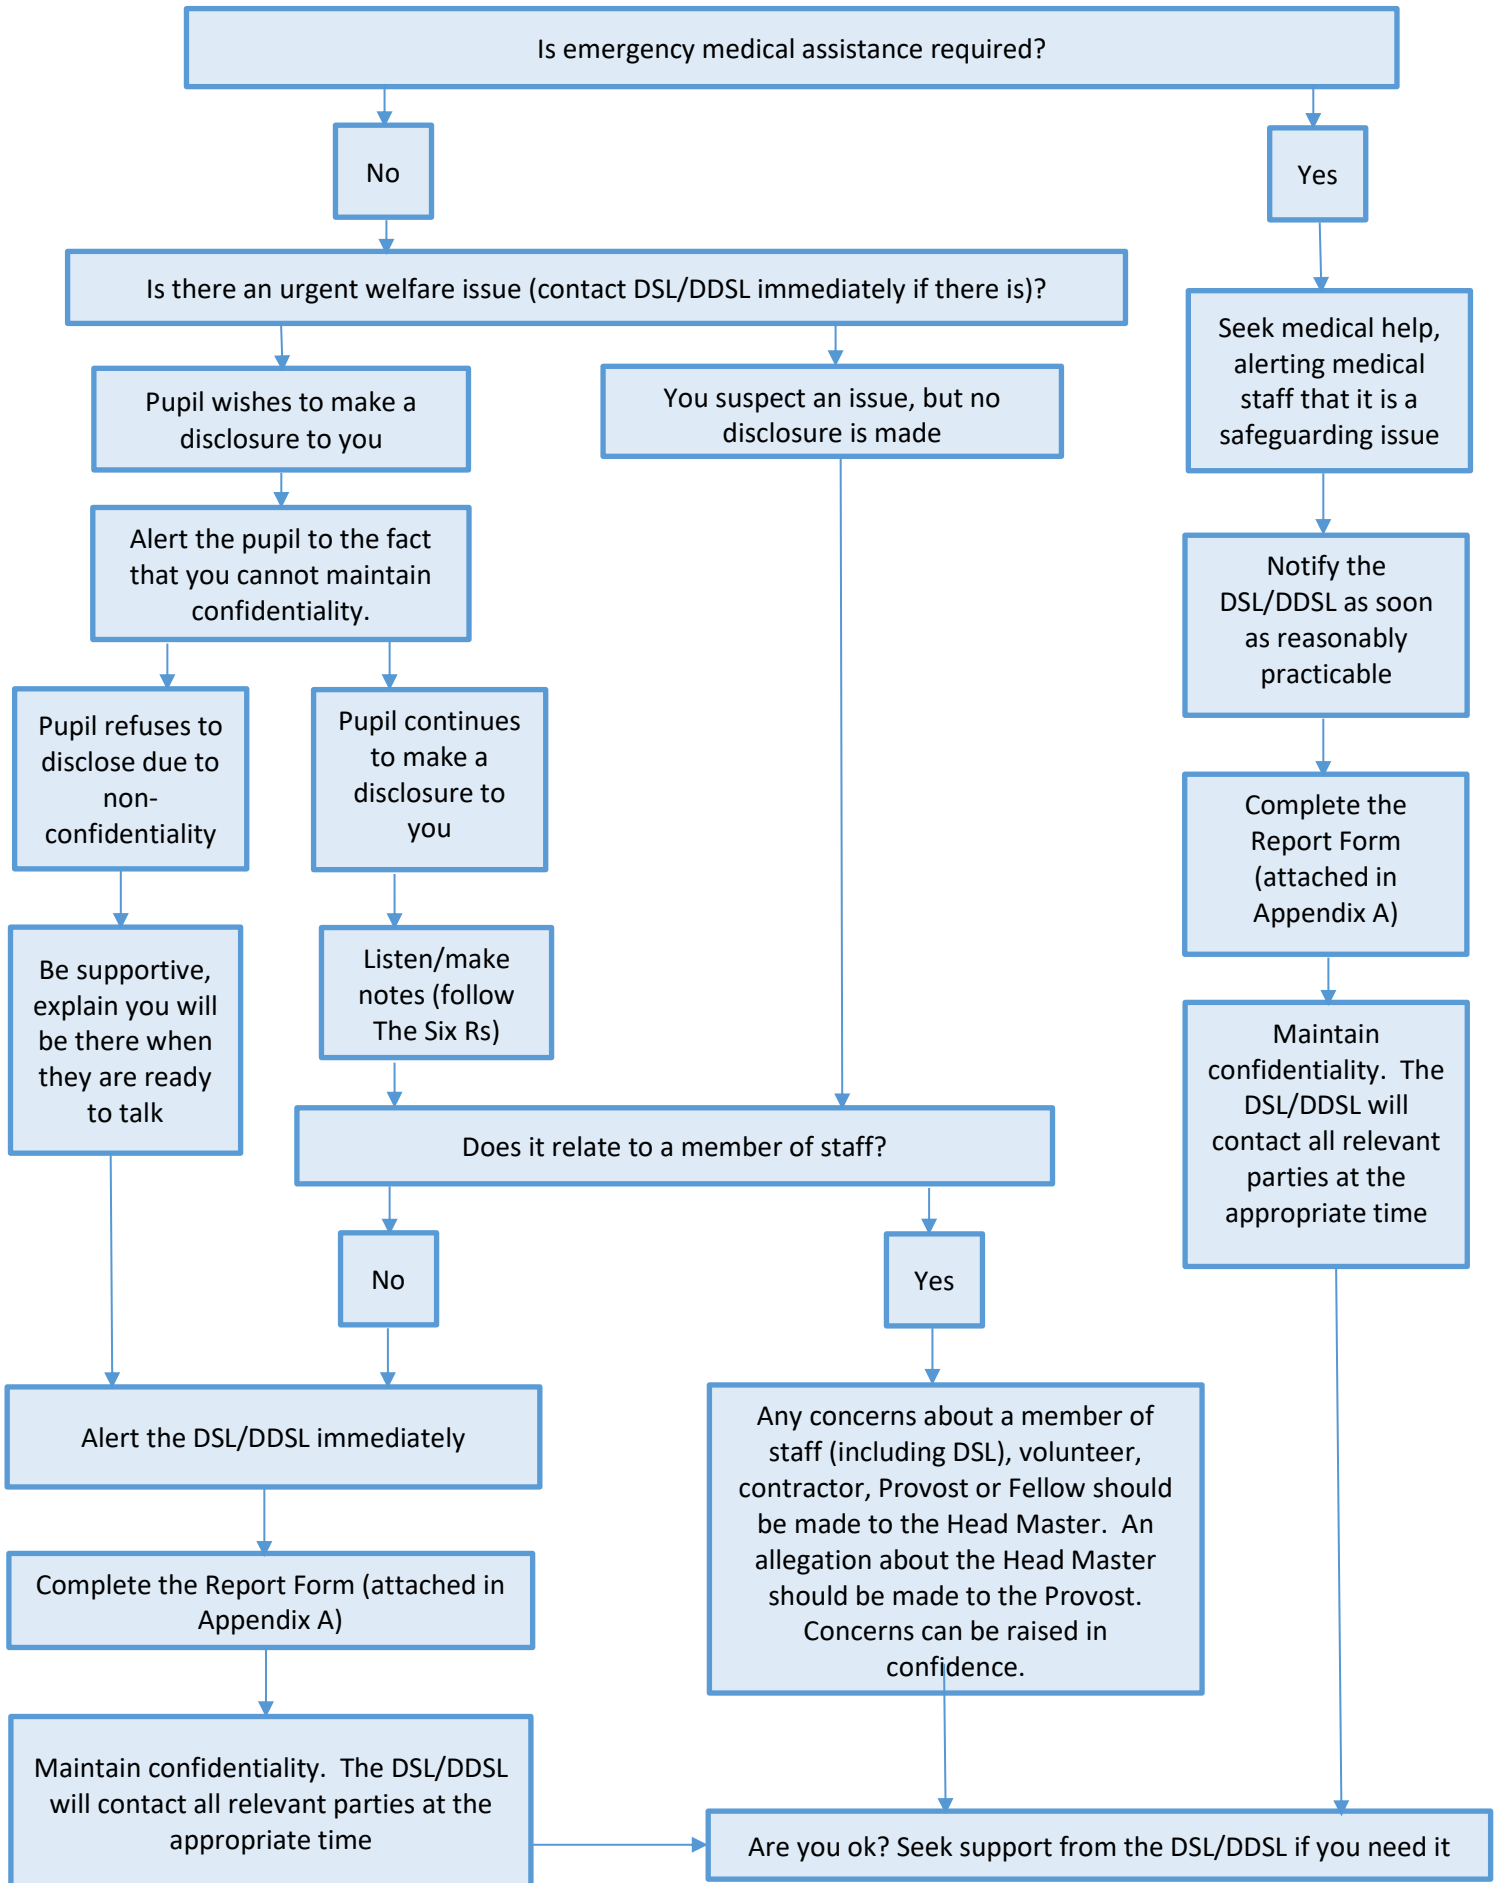 Is emergency medical assistance required?
No
Yes
Is there an urgent welfare issue (contact DSL/DDSL immediately if there is)?
Seek medical help,
alerting medical
staff that it is a
safeguarding issue
Pupil wishes to make a
disclosure to you
You suspect an issue, but no
disclosure is made
Alert the pupil to the fact
that you cannot maintain
confidentiality.
Notify the
DSL/DDSL as soon
as reasonably
practicable
Pupil refuses to
disclose due to
non-
confidentiality
Pupil continues
to make a
disclosure to
you
Complete the
Report Form
(attached in
Appendix A)
Be supportive,
explain you will
be there when
they are ready
to talk
Listen/make
notes (follow
The Six Rs)
Maintain
confidentiality.  The
DSL/DDSL will
contact all relevant
parties at the
appropriate time
Does it relate to a member of staff?
No
Yes
Alert the DSL/DDSL immediately
Any concerns about a member of
staff (including DSL), volunteer,
contractor, Provost or Fellow should
be made to the Head Master.  An
allegation about the Head Master
should be made to the Provost.
Concerns can be raised in
confidence.
Complete the Report Form (attached in
Appendix A)
Maintain confidentiality.  The DSL/DDSL
will contact all relevant parties at the
appropriate time
Are you ok? Seek support from the DSL/DDSL if you need it